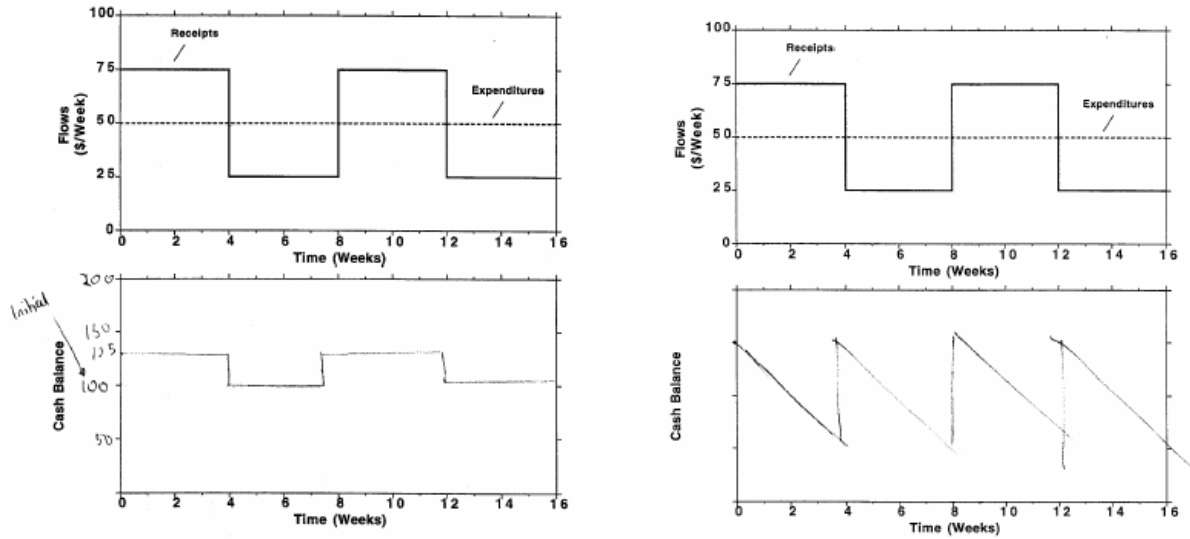 100
Receipts
75
Expenditures
50
Flows
($/Week)
25
0
0 2 4 6 8 10 12 14 16
Time (Weeks)
Initial
200
150
125
100
50
Cash Balance
0 2 4 6 8 10 12 14 16
Time (Weeks)
100
Receipts
75
Expenditures
50
Flows
($/Week)
25
0
0 2 4 6 8 10 12 14 16
Time (Weeks)
Cash Balance
0 2 4 6 8 10 12 14 16
Time (Weeks)